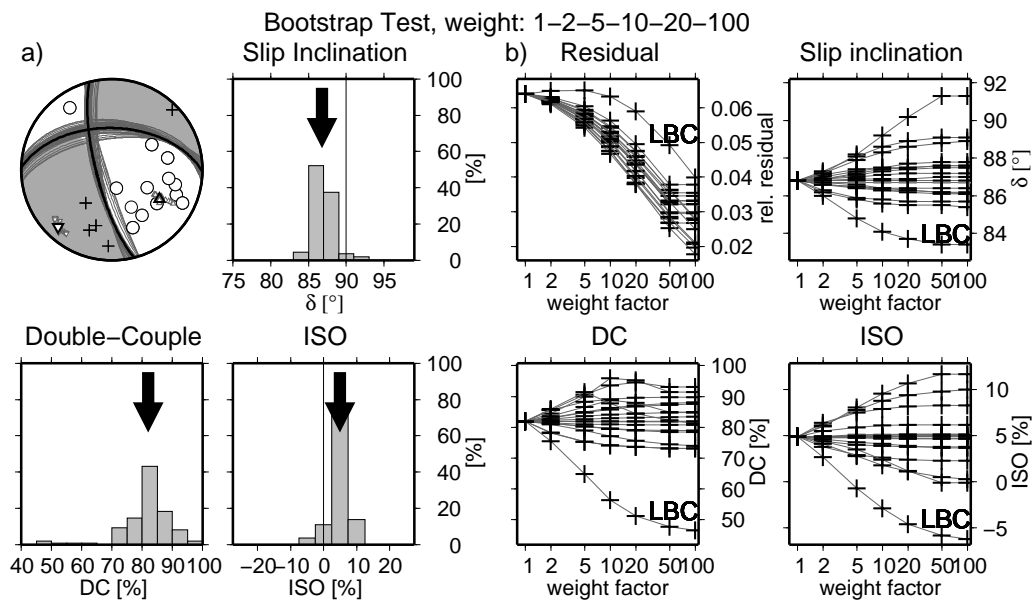 Bootstrap Test, weight: 1−2−5−10−20−100
a)
Slip Inclination
100
80
60
40
20
0
[%]
75 85 95
δ [°]
b)
Residual
0.06
0.05
0.04
0.03
0.02
rel. residual
LBC
1 2 5 10 20 50 100
weight factor
Slip inclination
92
90
88
86
84
δ [°]
LBC
1 2 5 10 20 50 100
weight factor
Double−Couple
40 50 60 70 80 90 100
DC [%]
ISO
100
80
60
40
20
0
[%]
−20 −10 0 10 20
ISO [%]
DC
100
90
80
70
60
50
DC [%]
LBC
1 2 5 10 20 50 100
weight factor
ISO
10
5
0
−5
ISO [%]
LBC
1 2 5 10 20 50 100
weight factor